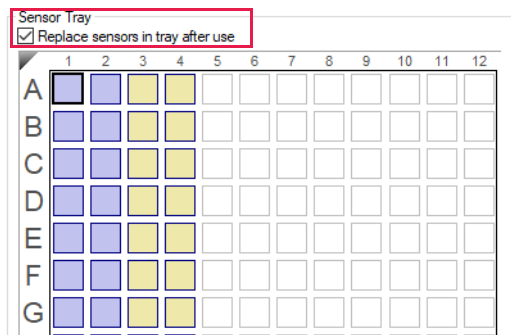 Sensor Tray
Replace sensors in tray after use
1 2 3 4 5 6 7 8 9 10 11 12
A
B
C
D
E
F
G